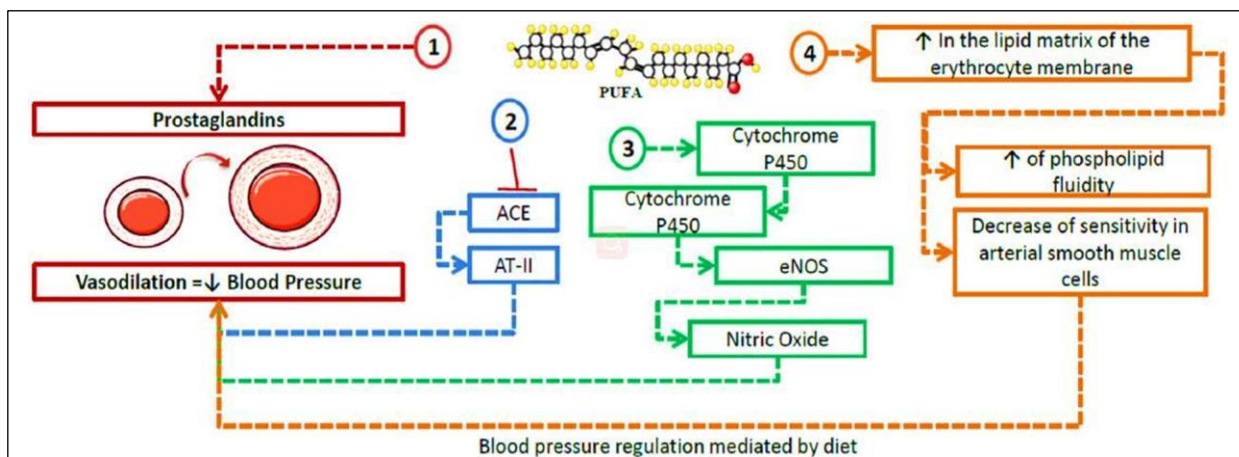 1
PUFA
4
↑ In the lipid matrix of the
erythrocyte membrane
Prostaglandins
2
3
Cytochrome
P450
↑ of phospholipid
fluidity
ACE
Cytochrome
P450
Decrease of sensitivity in
arterial smooth muscle
cells
AT-II
eNOS
Vasodilation =↓ Blood Pressure
Nitric Oxide
Blood pressure regulation mediated by diet